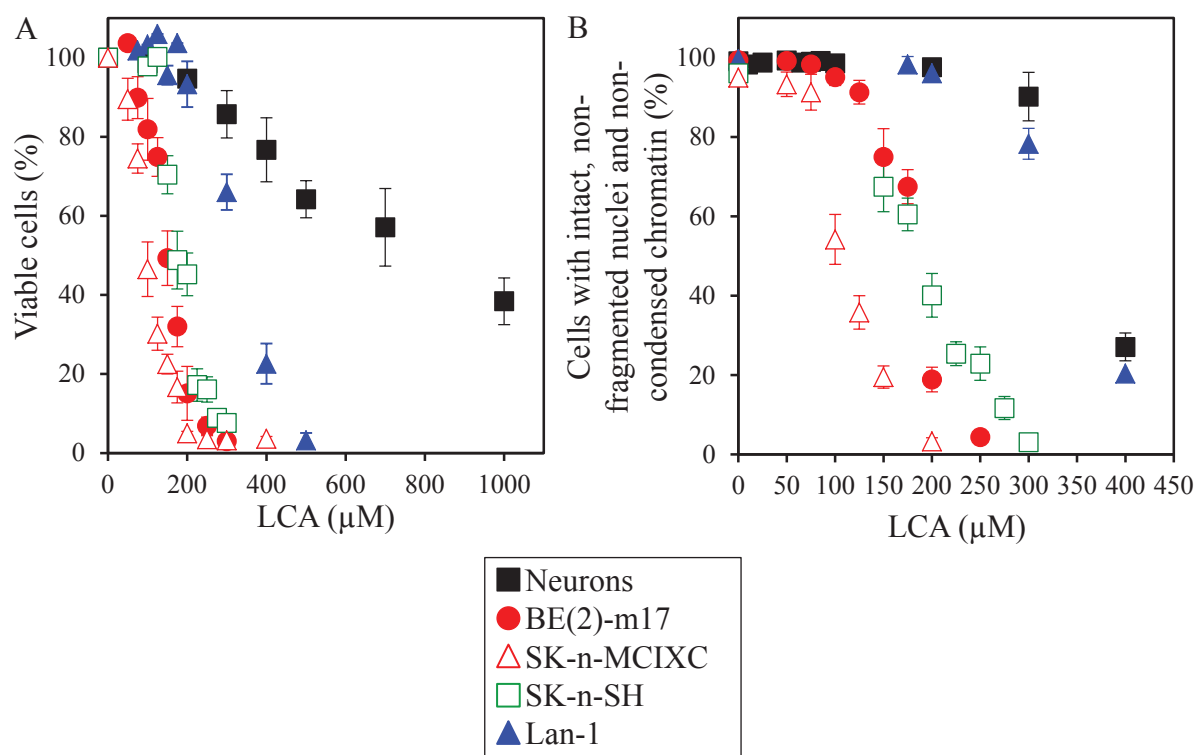 A
Viable cells (%)
100
80
60
40
20
0
0 200 400 600 800 1000
LCA (µM)
B
Cells with intact, non-
fragmented nuclei and non-
condensed chromatin (%)
100
80
60
40
20
0
0 50 100 150 200 250 300 350 400 450
LCA (µM)
Neurons
BE(2)-m17
SK-n-MCIXC
SK-n-SH
Lan-1